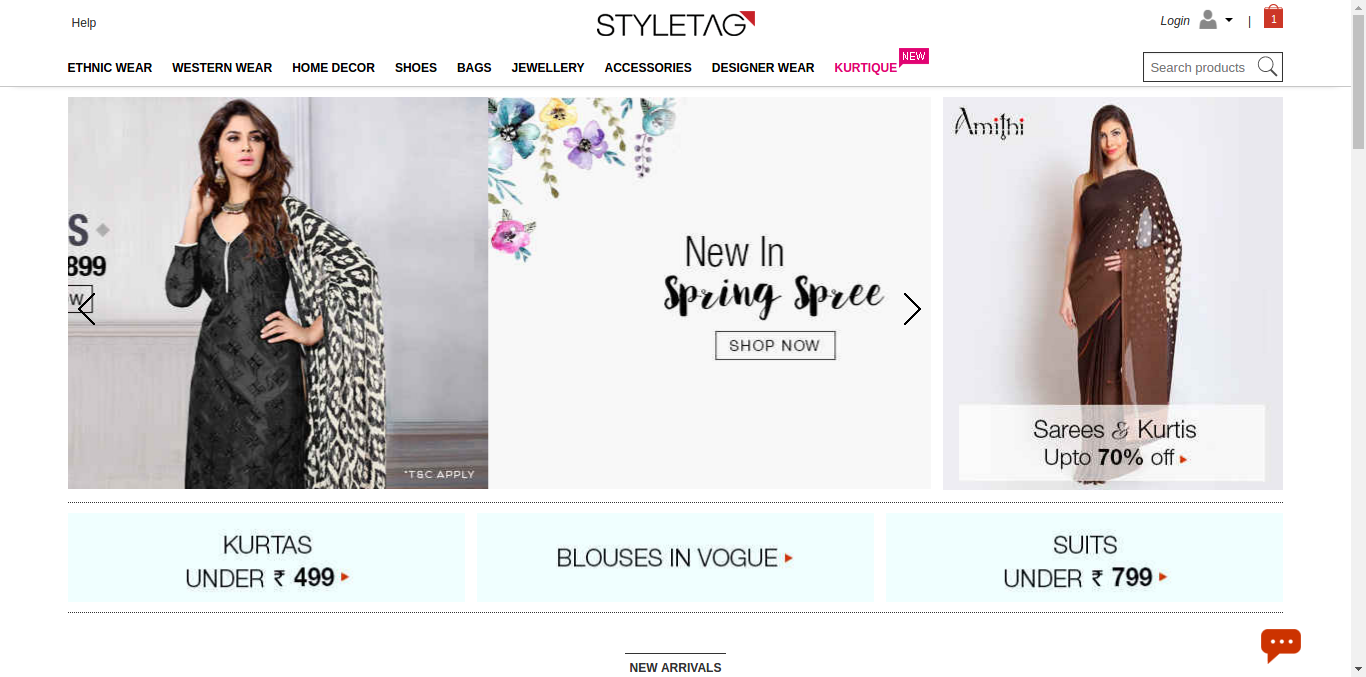 Help
STYLETAG
Login
|
1
ETHNIC WEAR WESTERN WEAR HOME DECOR SHOES BAGS JEWELLERY ACCESSORIES DESIGNER WEAR KURTIQUE NEW
Search products
S
899
OW
*T&C APPLY
New In
Spring Spree
SHOP NOW
Amithi
Sarees & Kurtis
Upto 70% off
KURTAS
UNDER ₹ 499
BLOUSES IN VOGUE
SUITS
UNDER ₹ 799
NEW ARRIVALS